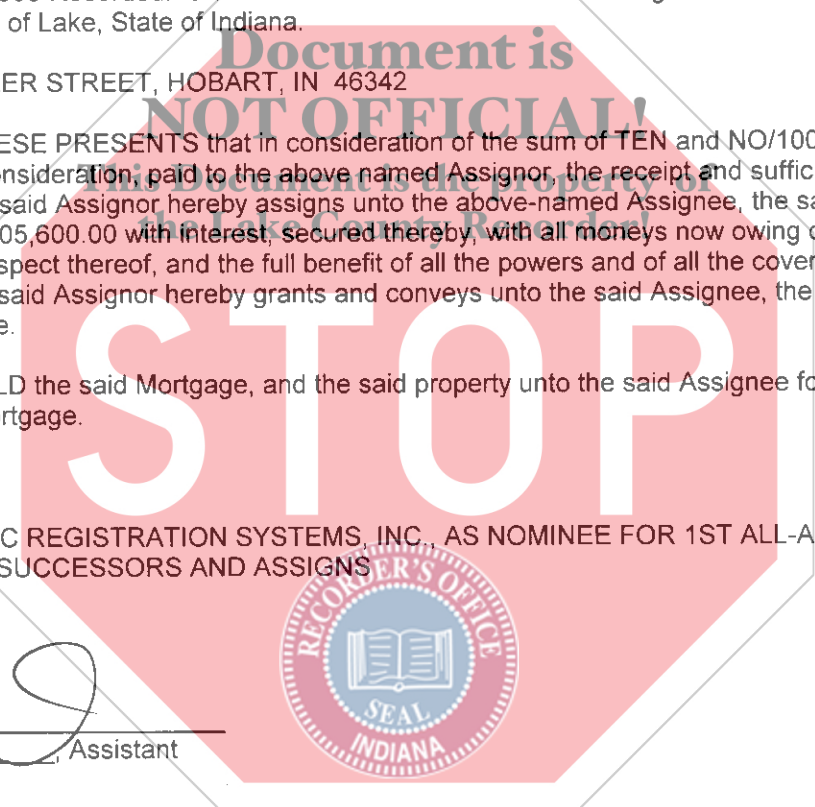 of Lake, State of Indiana.
Document is
ER STREET, HOBART, IN 46342
NOT OFFICIAL!
ESE PRESENTS that in consideration of the sum of TEN and NO/100
onsideration, paid to the above named Assignor, the receipt and suffic
This Document is the property of
said Assignor hereby assigns unto the above-named Assignee, the sa
the Lake County Recorder!
05,600.00 with interest, secured thereby, with all moneys now owing
spect thereof, and the full benefit of all the powers and of all the cover
said Assignor hereby grants and conveys unto the said Assignee, the
e.
STOP
LD the said Mortgage, and the said property unto the said Assignee fo
rtgage.
C REGISTRATION SYSTEMS, INC., AS NOMINEE FOR 1ST ALL-A
SUCCESSORS AND ASSIGNS
RECORDER'S OFFICE
SEAL
INDIANA
, Assistant